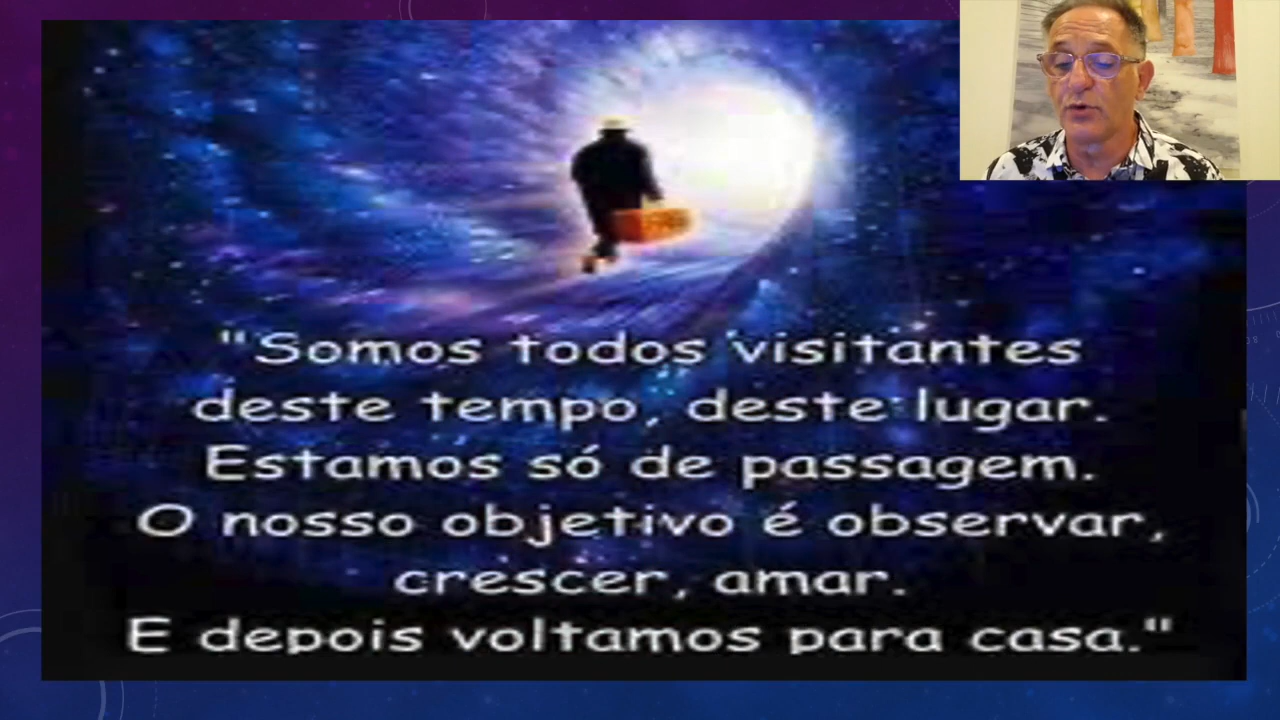 "Somos todos visitantes
deste tempo, deste lugar.
Estamos só de passagem.
O nosso objetivo é observar,
crescer, amar.
E depois voltamos para casa."